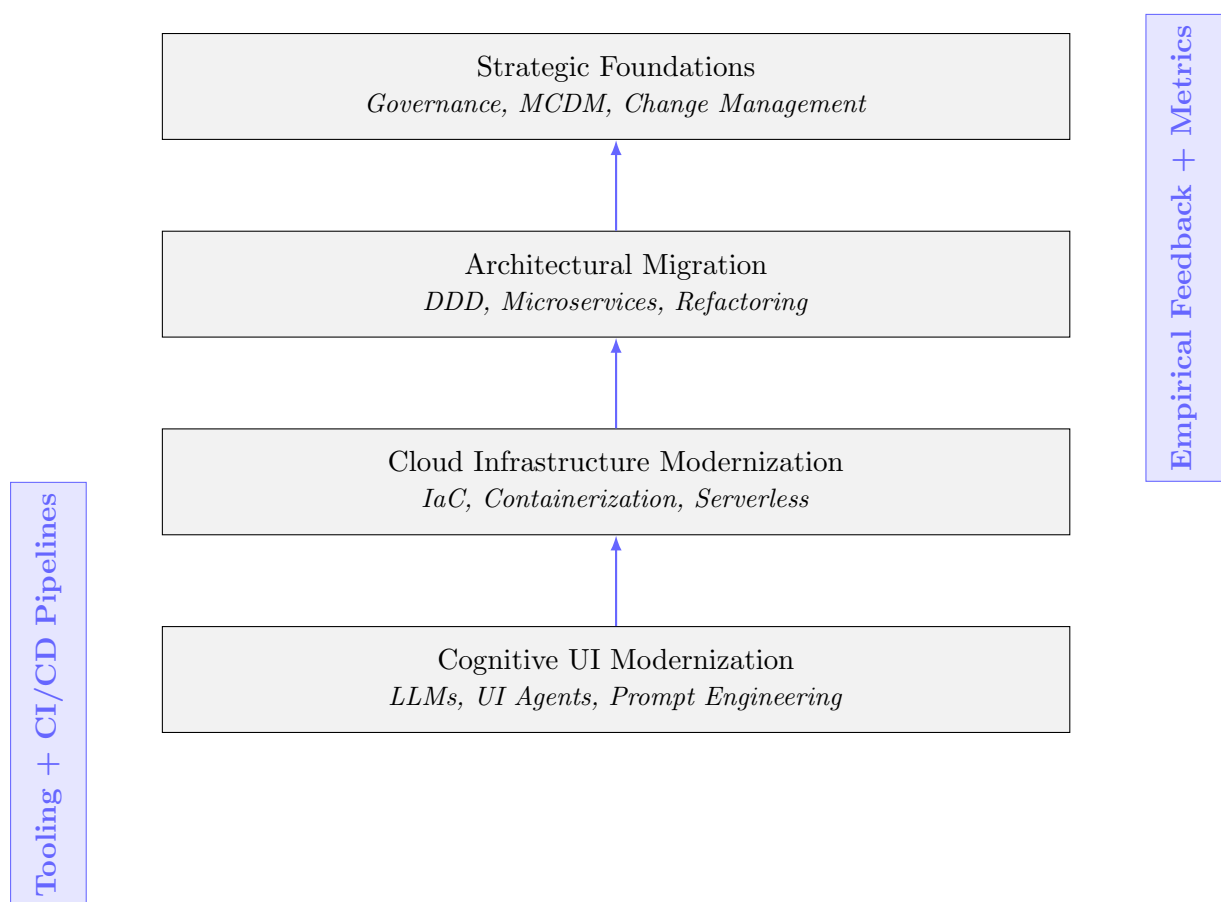 Strategic Foundations
Governance, MCDM, Change Management
Architectural Migration
DDD, Microservices, Refactoring
Cloud Infrastructure Modernization
IaC, Containerization, Serverless
Cognitive UI Modernization
LLMs, UI Agents, Prompt Engineering
Tooling + CI/CD Pipelines
Empirical Feedback + Metrics